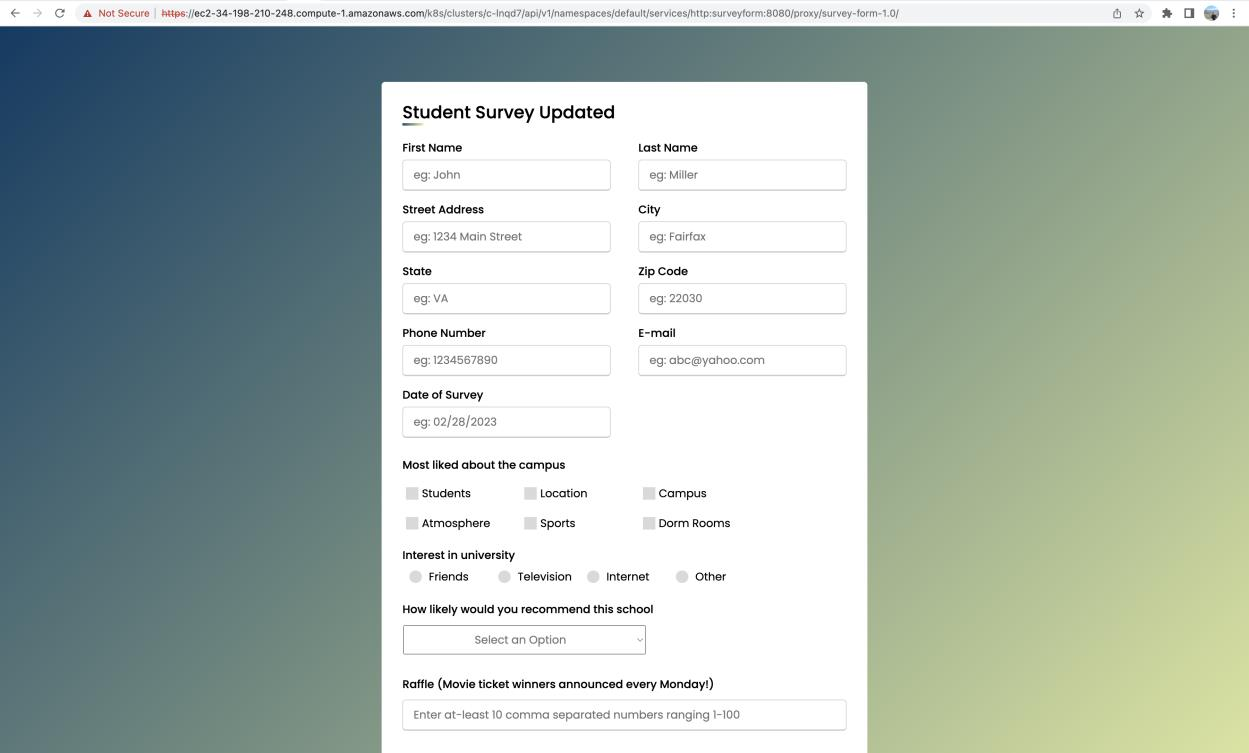 Not Secure | https://ec2-34-198-210-248.compute-1.amazonaws.com/k8s/clusters/c-lnqd7/api/v1/namespaces/default/services/http:surveyform:8080/proxy/survey-form-1.0/
Student Survey Updated
First Name Last Name
eg: John eg: Miller
Street Address City
eg: 1234 Main Street eg: Fairfax
State Zip Code
eg: VA eg: 22030
Phone Number E-mail
eg: 1234567890 eg: abc@yahoo.com
Date of Survey
eg: 02/28/2023
Most liked about the campus
Students Location Campus
Atmosphere Sports Dorm Rooms
Interest in university
Friends Television Internet Other
How likely would you recommend this school
Select an Option
Raffle (Movie ticket winners announced every Monday!)
Enter at-least 10 comma separated numbers ranging 1-100